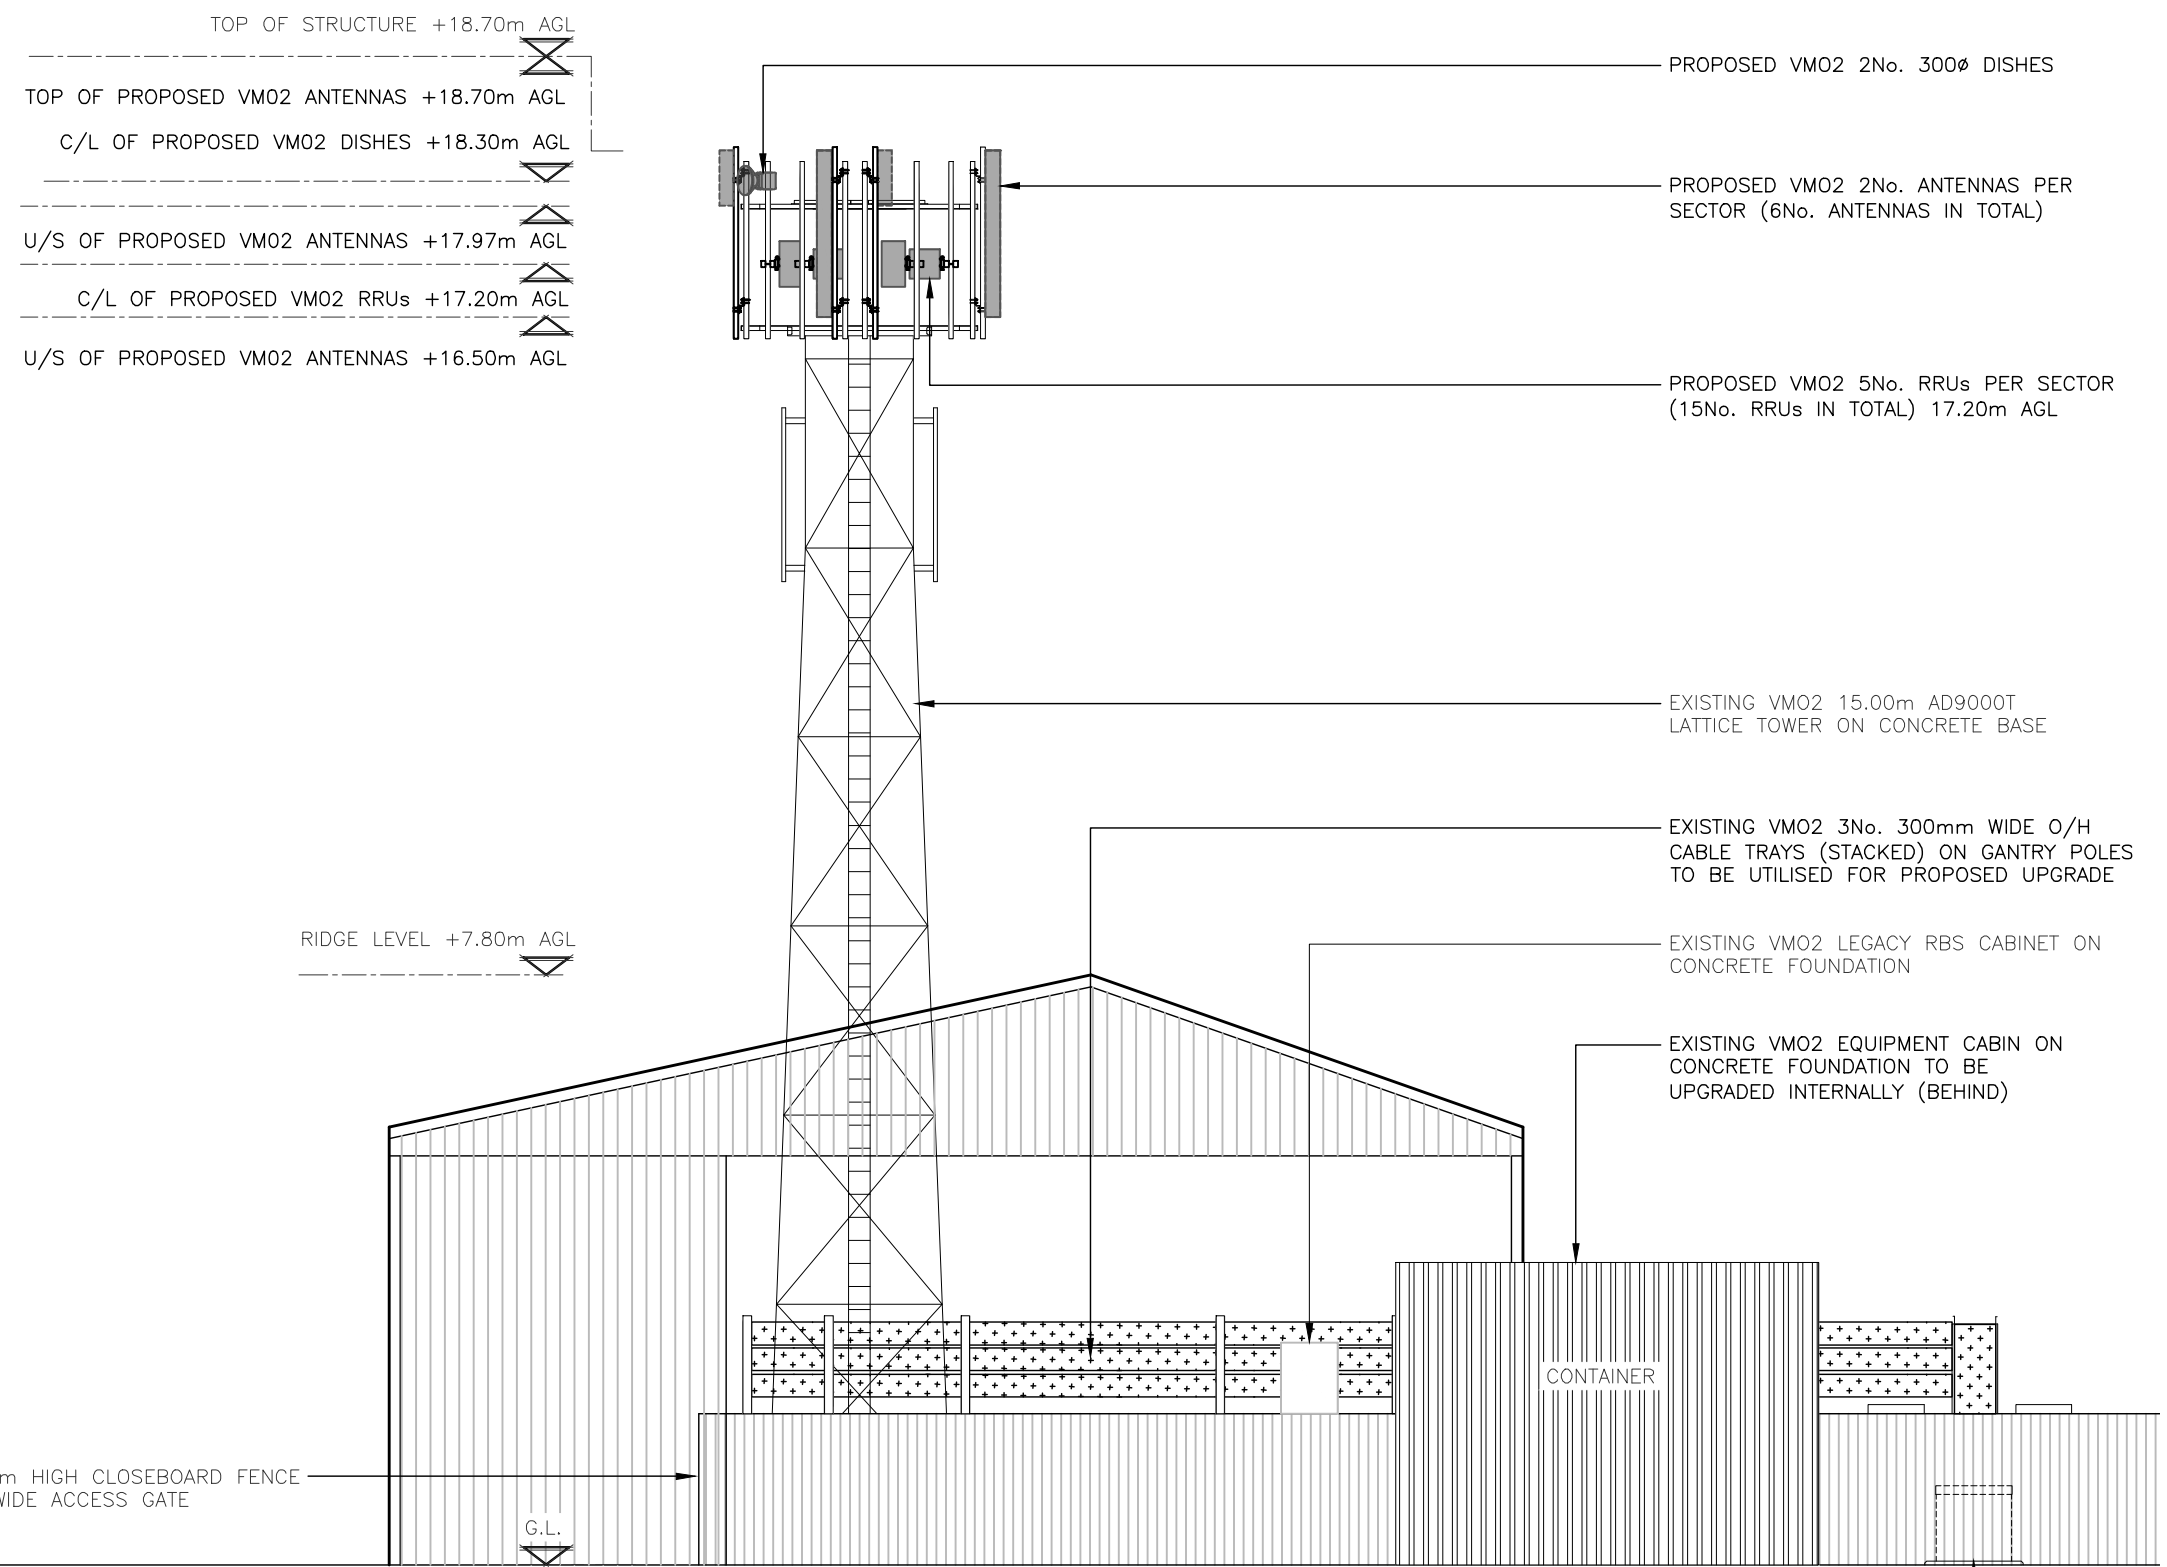 TOP OF STRUCTURE +18.70m AGL
TOP OF PROPOSED VMO2 ANTENNAS +18.70m AGL
C/L OF PROPOSED VMO2 DISHES +18.30m AGL
U/S OF PROPOSED VMO2 ANTENNAS +17.97m AGL
C/L OF PROPOSED VMO2 RRUs +17.20m AGL
U/S OF PROPOSED VMO2 ANTENNAS +16.50m AGL
PROPOSED VMO2 2No. 300ø DISHES
PROPOSED VMO2 2No. ANTENNAS PER
SECTOR (6No. ANTENNAS IN TOTAL)
PROPOSED VMO2 5No. RRUs PER SECTOR
(15No. RRUs IN TOTAL) 17.20m AGL
EXISTING VMO2 15.00m AD9000T
LATTICE TOWER ON CONCRETE BASE
EXISTING VMO2 3No. 300mm WIDE O/H
CABLE TRAYS (STACKED) ON GANTRY POLES
TO BE UTILISED FOR PROPOSED UPGRADE
RIDGE LEVEL +7.80m AGL
EXISTING VMO2 LEGACY RBS CABINET ON
CONCRETE FOUNDATION
EXISTING VMO2 EQUIPMENT CABIN ON
CONCRETE FOUNDATION TO BE
UPGRADED INTERNALLY (BEHIND)
CONTAINER
m HIGH CLOSEBOARD FENCE
WIDE ACCESS GATE
G.L.